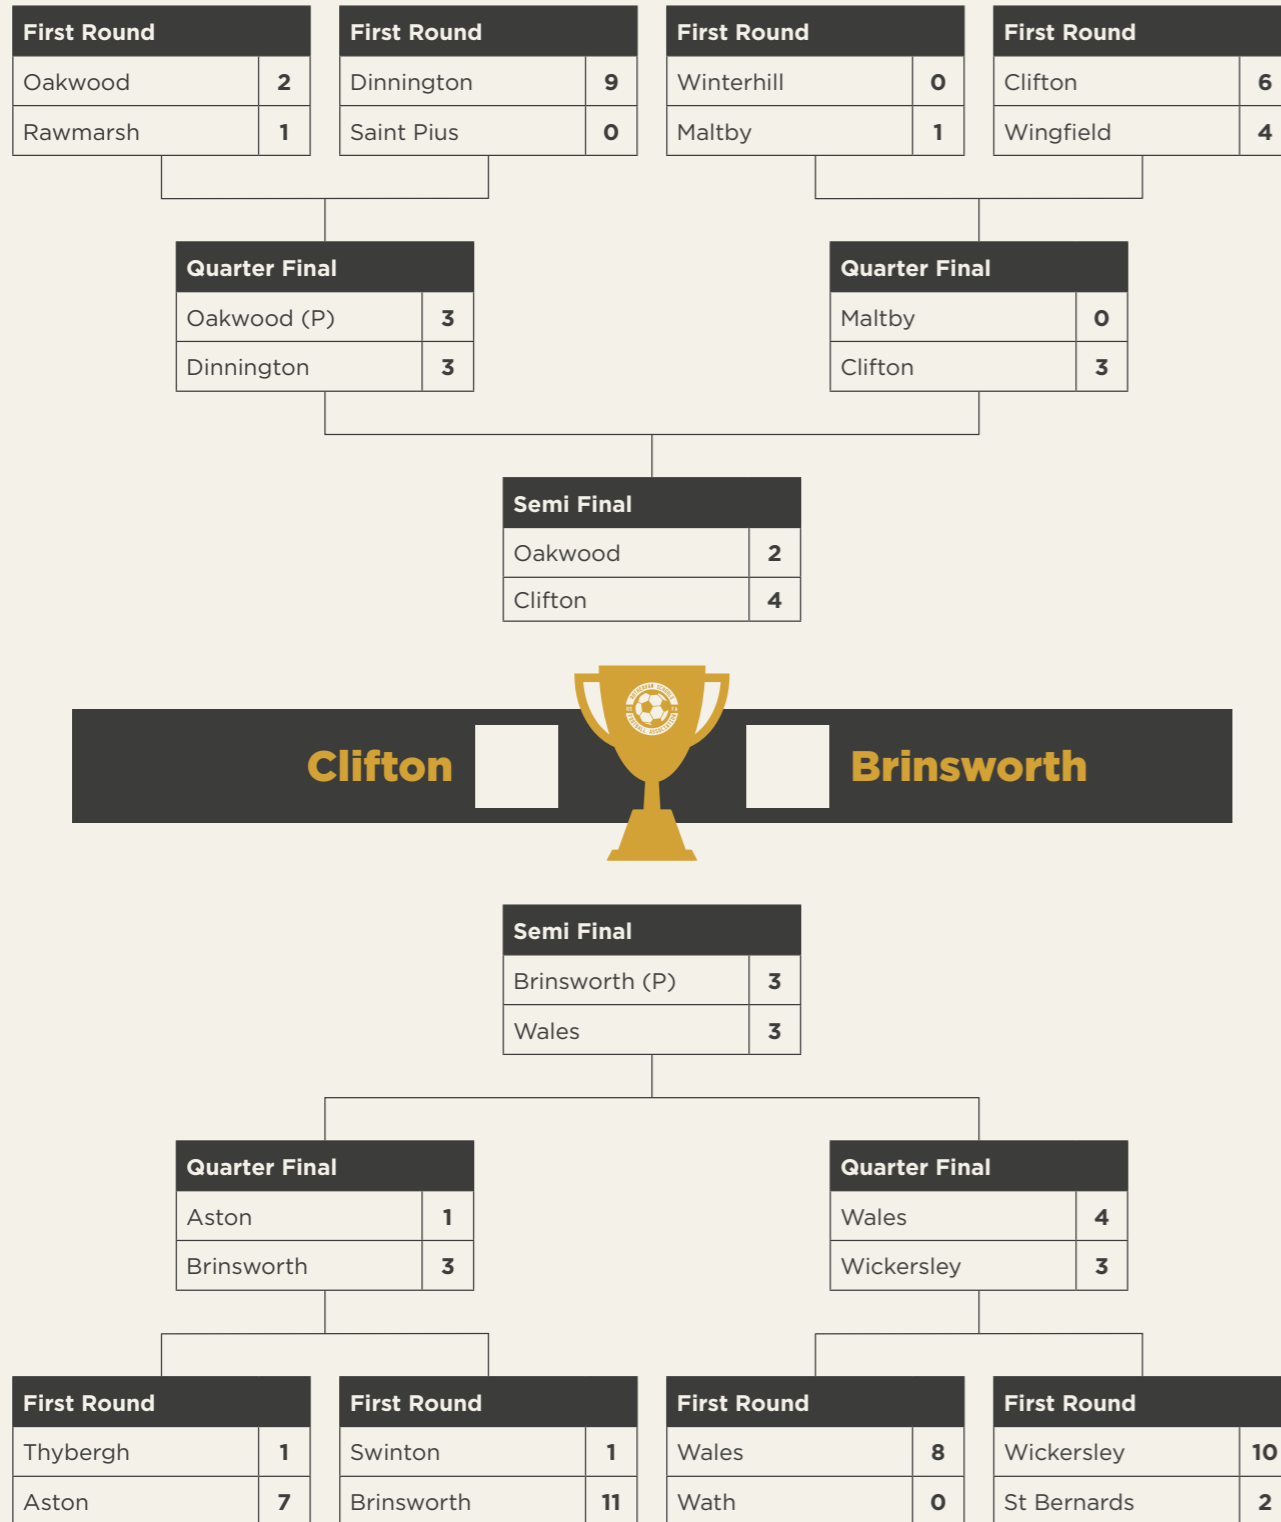 First Round First Round First Round First Round
Oakwood 2 Dinnington 9 Winterhill 0 Clifton 6
Rawmarsh 1 Saint Pius 0 Maltby 1 Wingfield 4
Quarter Final Quarter Final
Oakwood (P) 3 Maltby 0
Dinnington 3 Clifton 3
Semi Final
Oakwood 2
Clifton 4
Clifton Brinsworth
Semi Final
Brinsworth (P) 3
Wales 3
Quarter Final Quarter Final
Aston 1 Wales 4
Brinsworth 3 Wickersley 3
First Round First Round First Round First Round
Thybergh 1 Swinton 1 Wales 8 Wickersley 10
Aston 7 Brinsworth 11 Wath 0 St Bernards 2